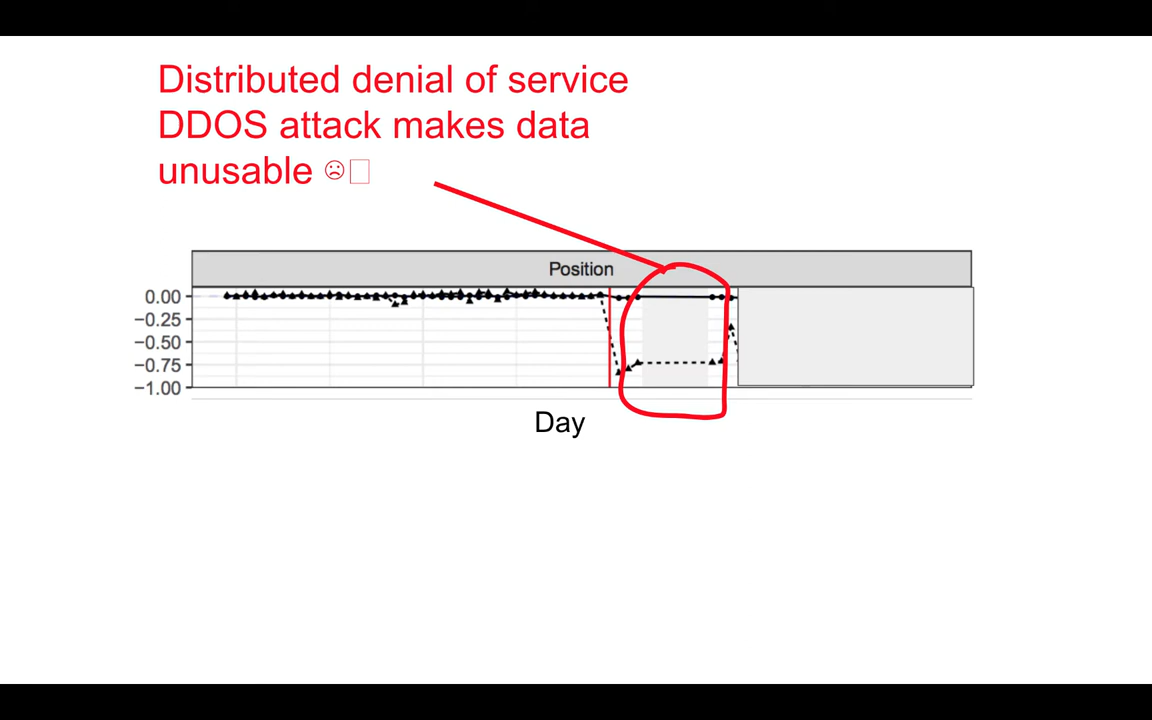 Distributed denial of service
DDOS attack makes data
unusable ☹
Position
0.00
−0.25
−0.50
−0.75
−1.00
Day